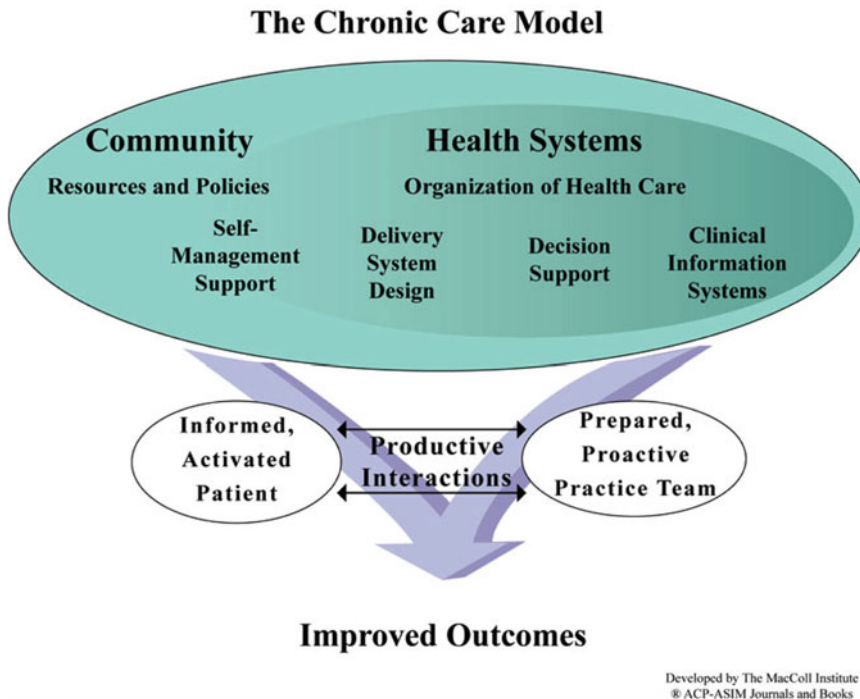 The Chronic Care Model
Community
Health Systems
Resources and Policies
Organization of Health Care
Self-
Management
Support
Delivery
System
Design
Decision
Support
Clinical
Information
Systems
Informed,
Activated
Patient
Productive
Interactions
Prepared,
Proactive
Practice Team
Improved Outcomes
Developed by The MacColl Institute
® ACP-ASIM Journals and Books